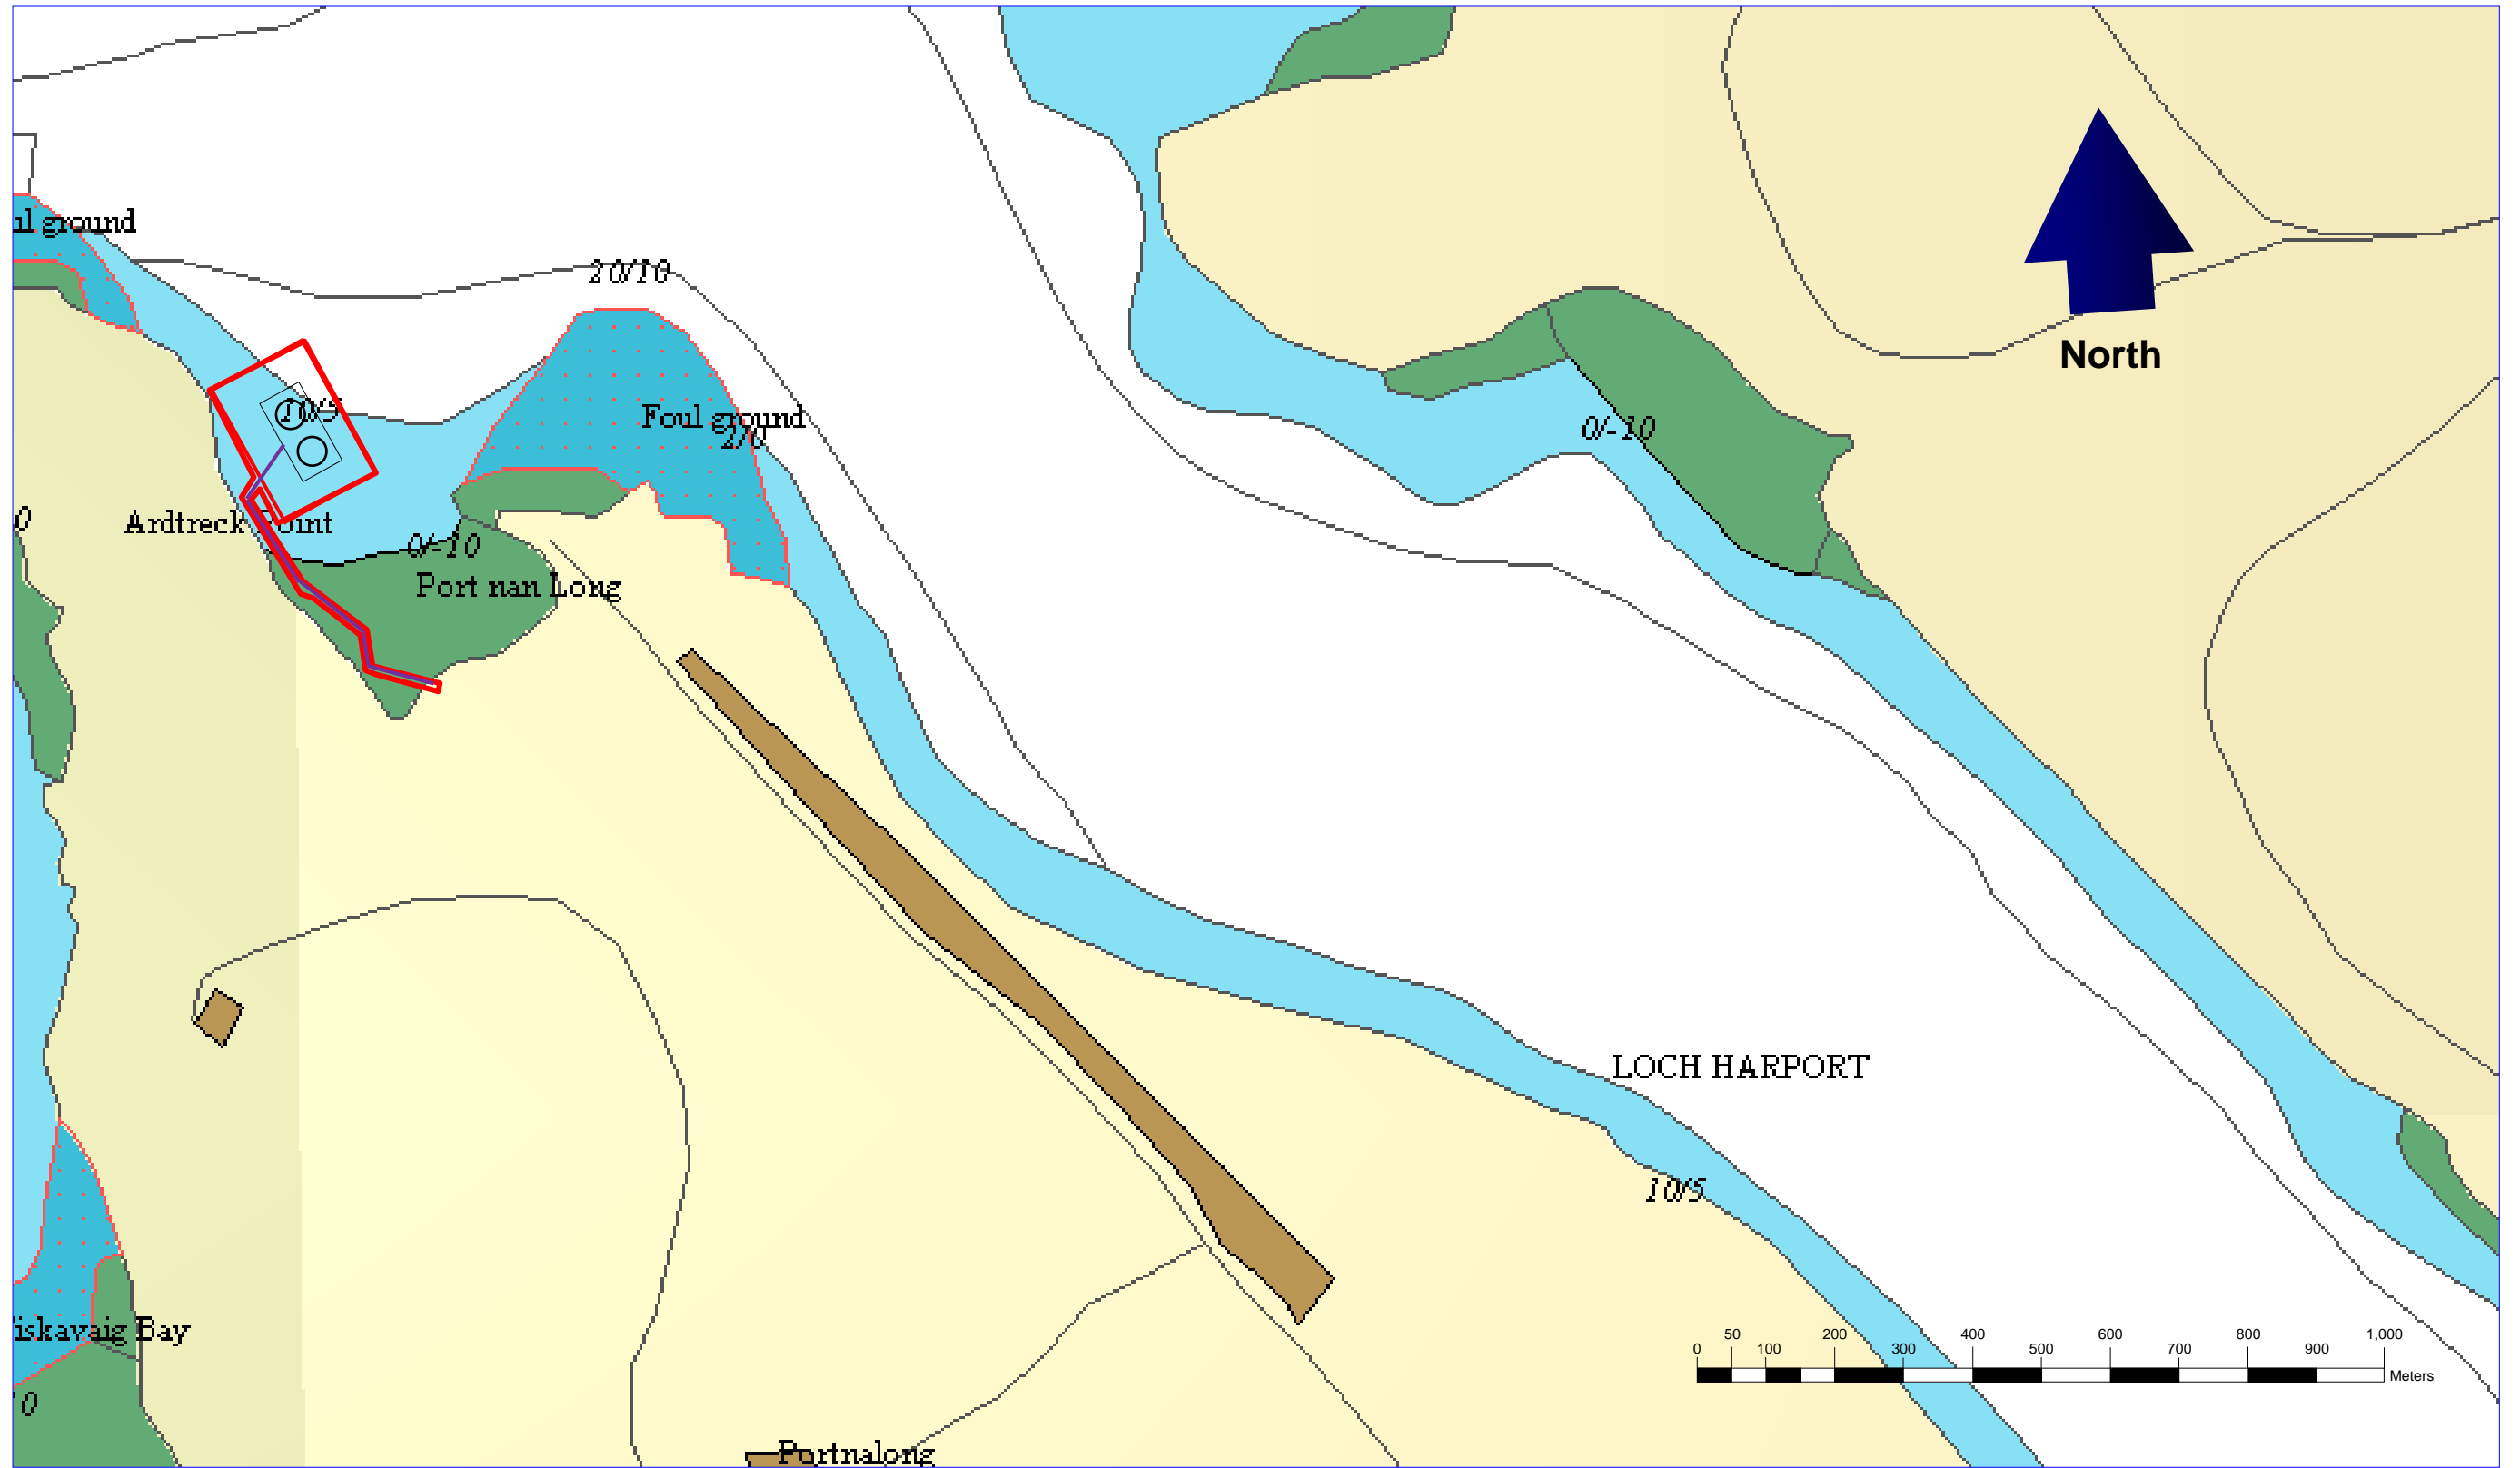 ul ground
20/10
North
10/5
Foul ground
2/0
0/-10
0
Ardtreck Point
0/-10
Port nan Long
LOCH HARPORT
10/5
iskavaig Bay
0 50 100 200 300 400 500 600 700 800 900 1,000
Meters
0
Portnalong